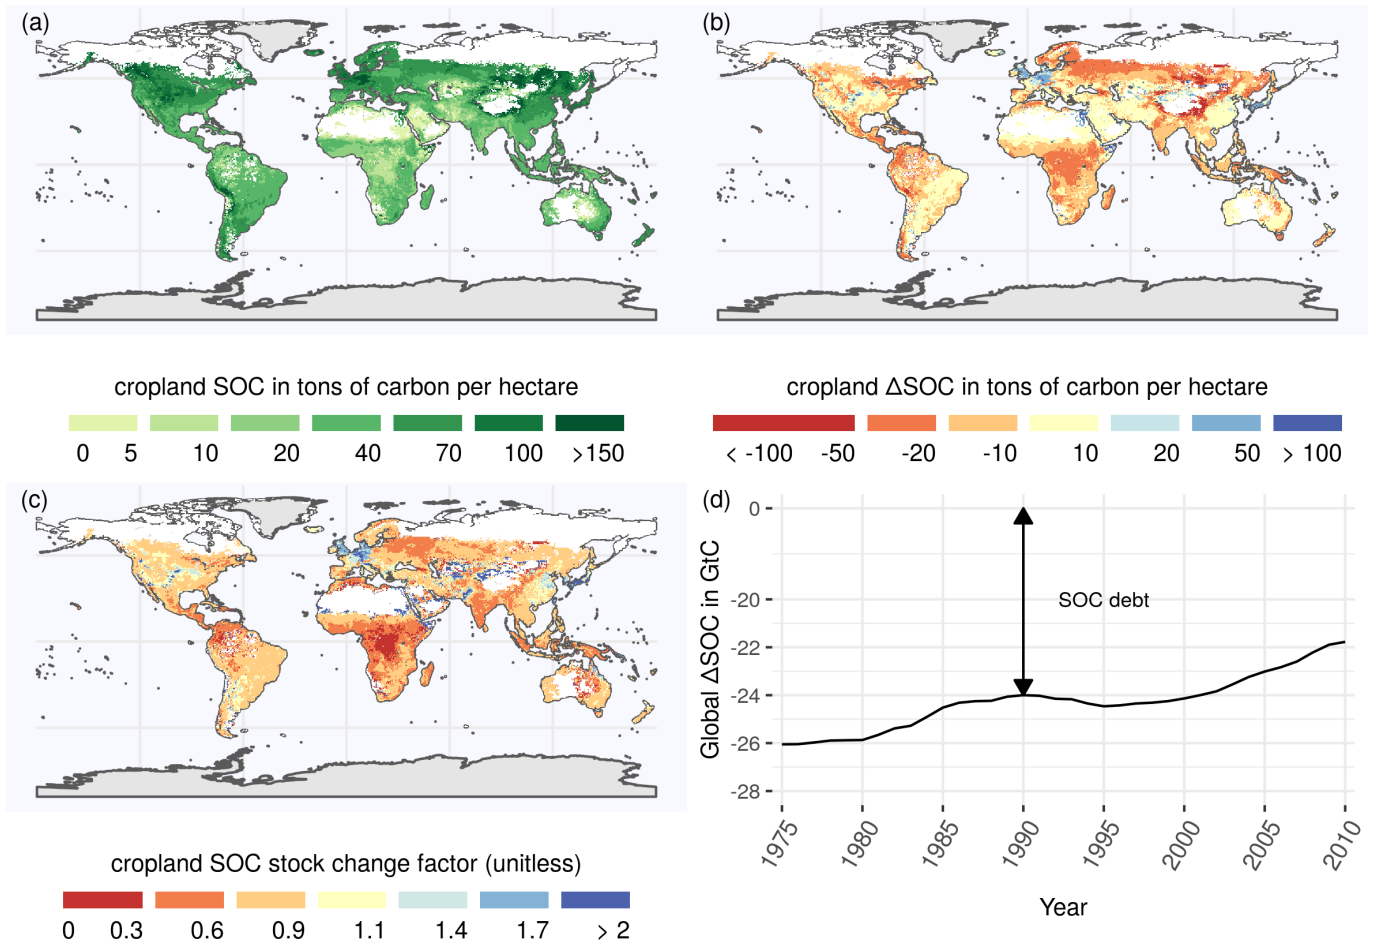 (a)
(b)
cropland SOC in tons of carbon per hectare
0 5 10 20 40 70 100 >150
cropland ΔSOC in tons of carbon per hectare
< -100 -50 -20 -10 10 20 50 > 100
(c)
cropland SOC stock change factor (unitless)
0 0.3 0.6 0.9 1.1 1.4 1.7 > 2
(d)
Global ΔSOC in GtC
0
-20
-22
-24
-26
-28
SOC debt
1975 1980 1985 1990 1995 2000 2005 2010
Year